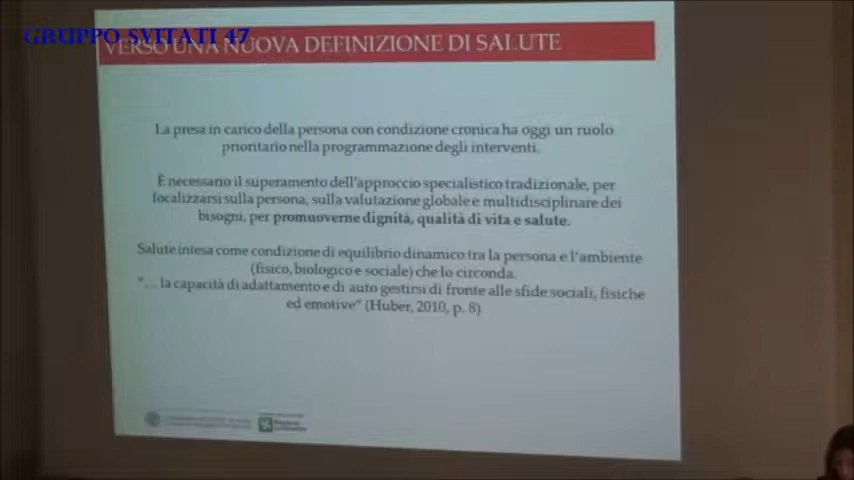 GRUPPO SVITATI 47
VERSO UNA NUOVA DEFINIZIONE DI SALUTE
La presa in carico della persona con condizione cronica ha oggi un ruolo
prioritario nella programmazione degli interventi.
È necessario il superamento dell'approccio specialistico tradizionale, per
focalizzarsi sulla persona, sulla valutazione globale e multidisciplinare dei
bisogni, per promuoverne dignità, qualità di vita e salute.
Salute intesa come condizione di equilibrio dinamico tra la persona e l'ambiente
(fisico, biologico e sociale) che lo circonda.
"… la capacità di adattamento e di auto gestirsi di fronte alle sfide sociali, fisiche
ed emotive" (Huber, 2010, p. 8)